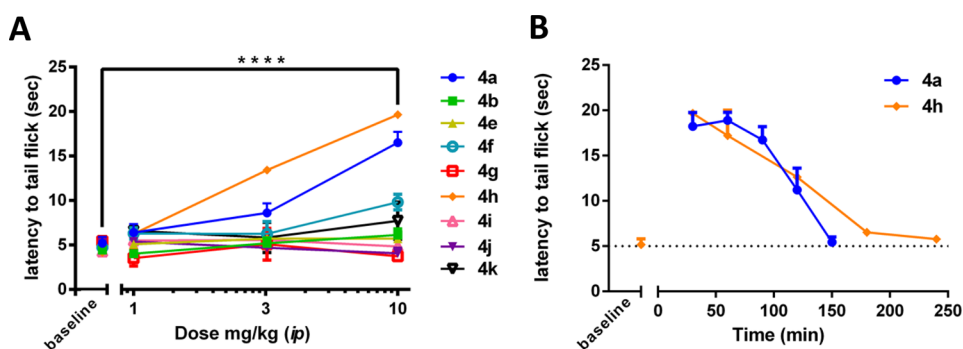 A
latency to tail flick (sec)
25
20
15
10
5
0
baseline
1
3
10
Dose mg/kg (ip)
****
4a
4b
4e
4f
4g
4h
4i
4j
4k
B
latency to tail flick (sec)
25
20
15
10
5
0
baseline
0
50
100
150
200
250
Time (min)
4a
4h